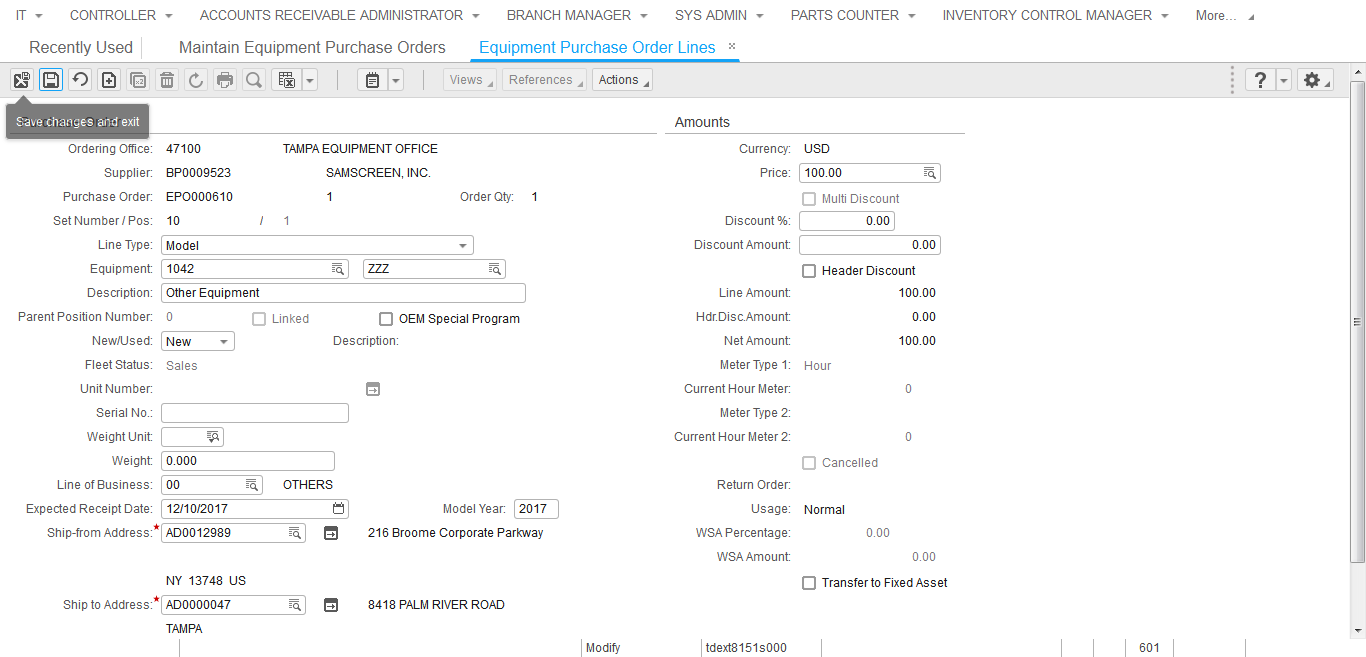 IT CONTROLLER ACCOUNTS RECEIVABLE ADMINISTRATOR BRANCH MANAGER SYS ADMIN PARTS COUNTER INVENTORY CONTROL MANAGER More...
Recently Used Maintain Equipment Purchase Orders Equipment Purchase Order Lines ×
Views References Actions ?
Save changes and exit
Amounts
Ordering Office: 47100 TAMPA EQUIPMENT OFFICE Currency: USD
Supplier: BP0009523 SAMSCREEN, INC. Price: 100.00
Purchase Order: EPO000610 1 Order Qty: 1 Multi Discount
Set Number / Pos: 10 / 1 Discount %: 0.00
Line Type: Model Discount Amount: 0.00
Equipment: 1042 ZZZ Header Discount
Description: Other Equipment Line Amount: 100.00
Parent Position Number: 0 Linked OEM Special Program Hdr.Disc.Amount: 0.00
New/Used: New Description: Net Amount: 100.00
Fleet Status: Sales Meter Type 1: Hour
Unit Number: Current Hour Meter: 0
Serial No.: Meter Type 2:
Weight Unit: Current Hour Meter 2: 0
Weight: 0.000 Cancelled
Line of Business: 00 OTHERS Return Order:
Expected Receipt Date: 12/10/2017 Model Year: 2017 Usage: Normal
Ship-from Address:* AD0012989 216 Broome Corporate Parkway WSA Percentage: 0.00
WSA Amount: 0.00
NY 13748 US Transfer to Fixed Asset
Ship to Address:* AD0000047 8418 PALM RIVER ROAD
TAMPA
Modify tdext8151s000 601